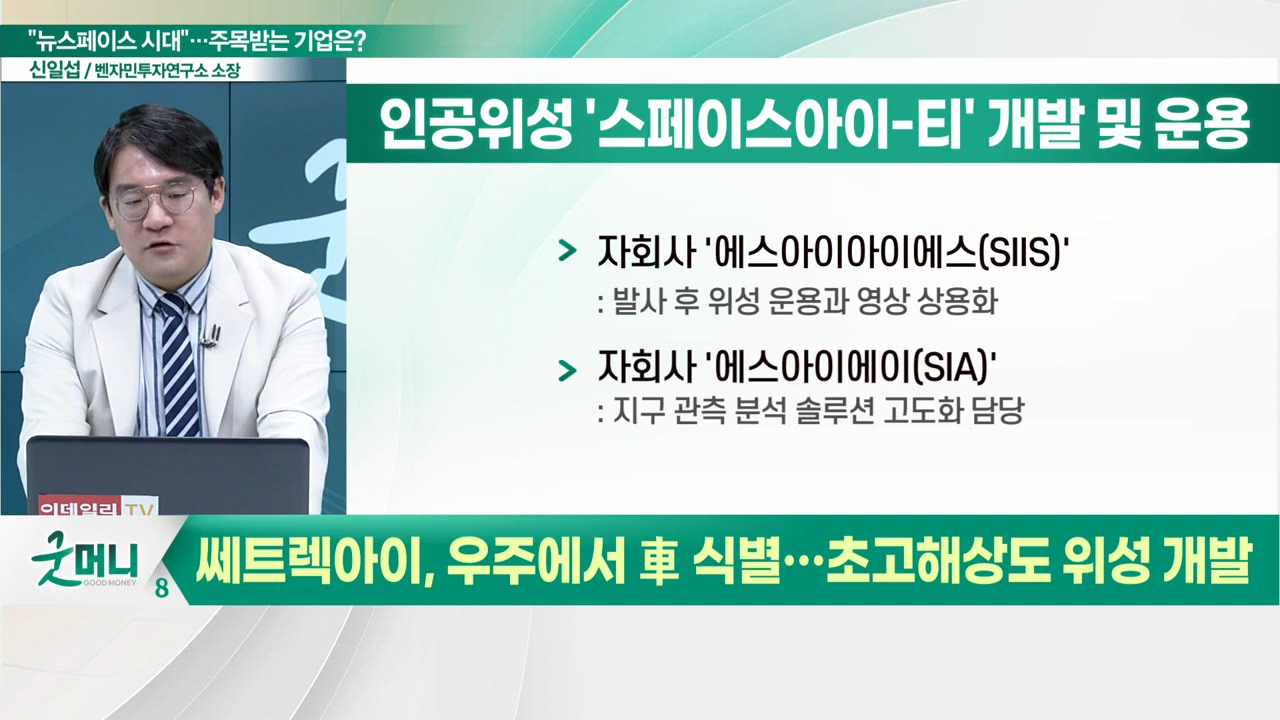 "뉴스페이스 시대"…주목받는 기업은?
신일섭 / 벤자민투자연구소 소장
인공위성 '스페이스아이-티' 개발 및 운용
> 자회사 '에스아이아이에스(SIIS)'
: 발사 후 위성 운용과 영상 상용화
> 자회사 '에스아이에이(SIA)'
: 지구 관측 분석 솔루션 고도화 담당
이데일리 TV
굿머니
GOOD MONEY
8
쎄트렉아이, 우주에서 車 식별…초고해상도 위성 개발